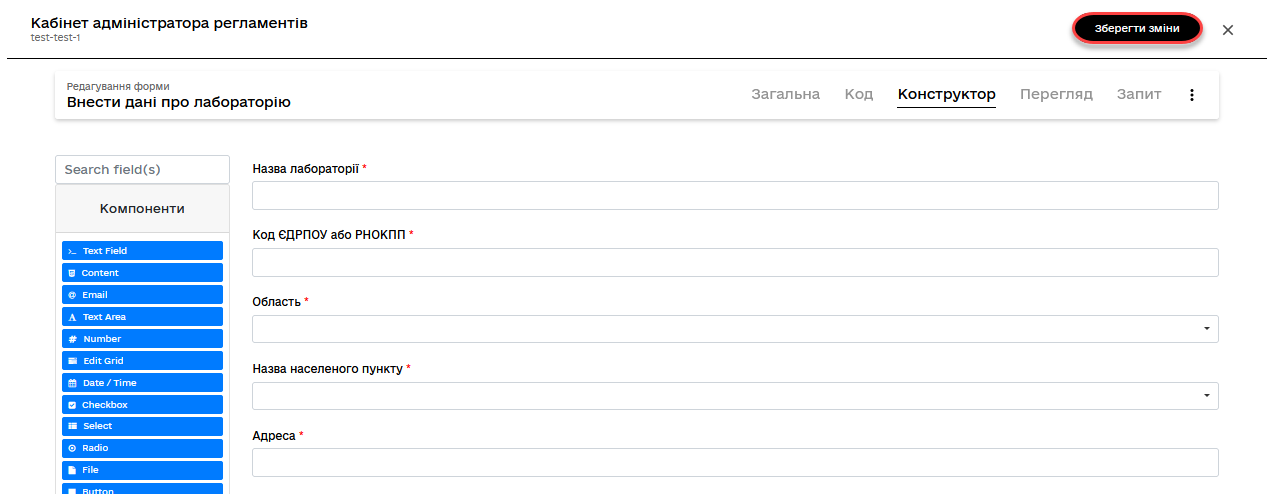 Кабінет адміністратора регламентів
test-test-1
Зберегти зміни
Редагування форми
Внести дані про лабораторію
Загальна Код Конструктор Перегляд Запит
Search field(s)
Компоненти
Text Field
Content
Email
Text Area
Number
Edit Grid
Date / Time
Checkbox
Select
Radio
File
Button
Назва лабораторії *
Код ЄДРПОУ або РНОКПП *
Область *
Назва населеного пункту *
Адреса *